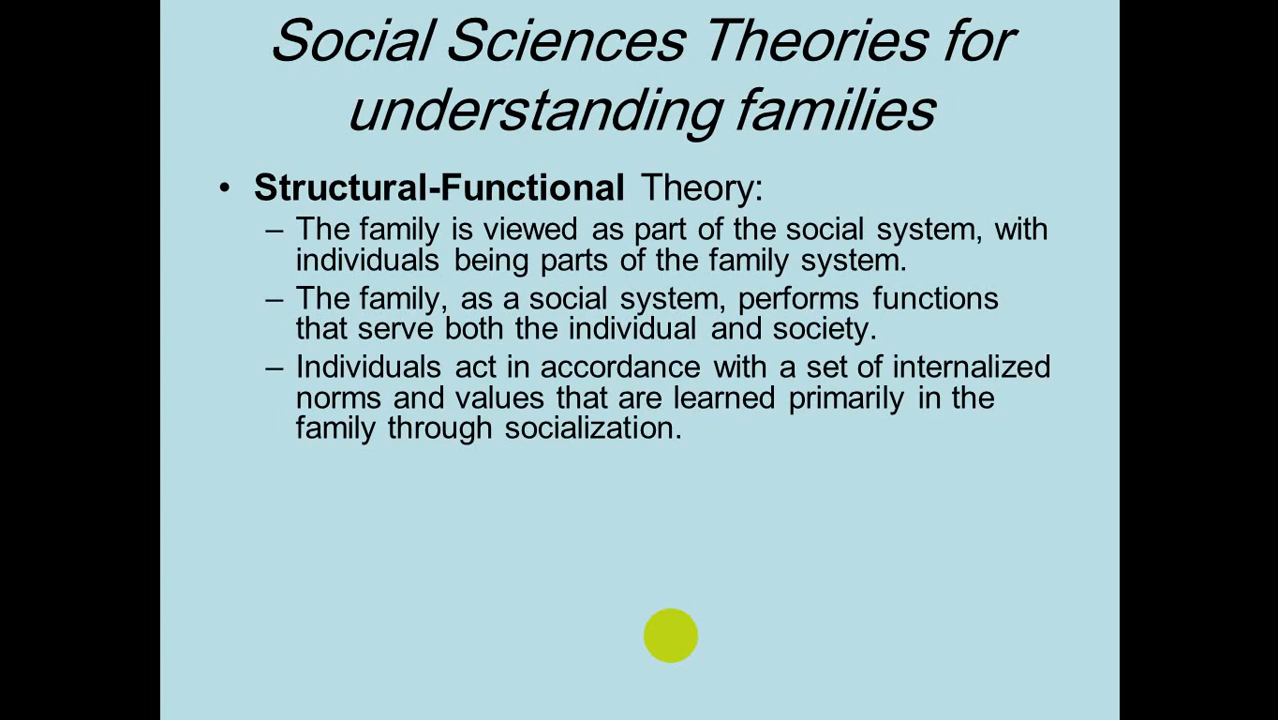 Social Sciences Theories for
understanding families
• Structural-Functional Theory:
– The family is viewed as part of the social system, with
individuals being parts of the family system.
– The family, as a social system, performs functions
that serve both the individual and society.
– Individuals act in accordance with a set of internalized
norms and values that are learned primarily in the
family through socialization.